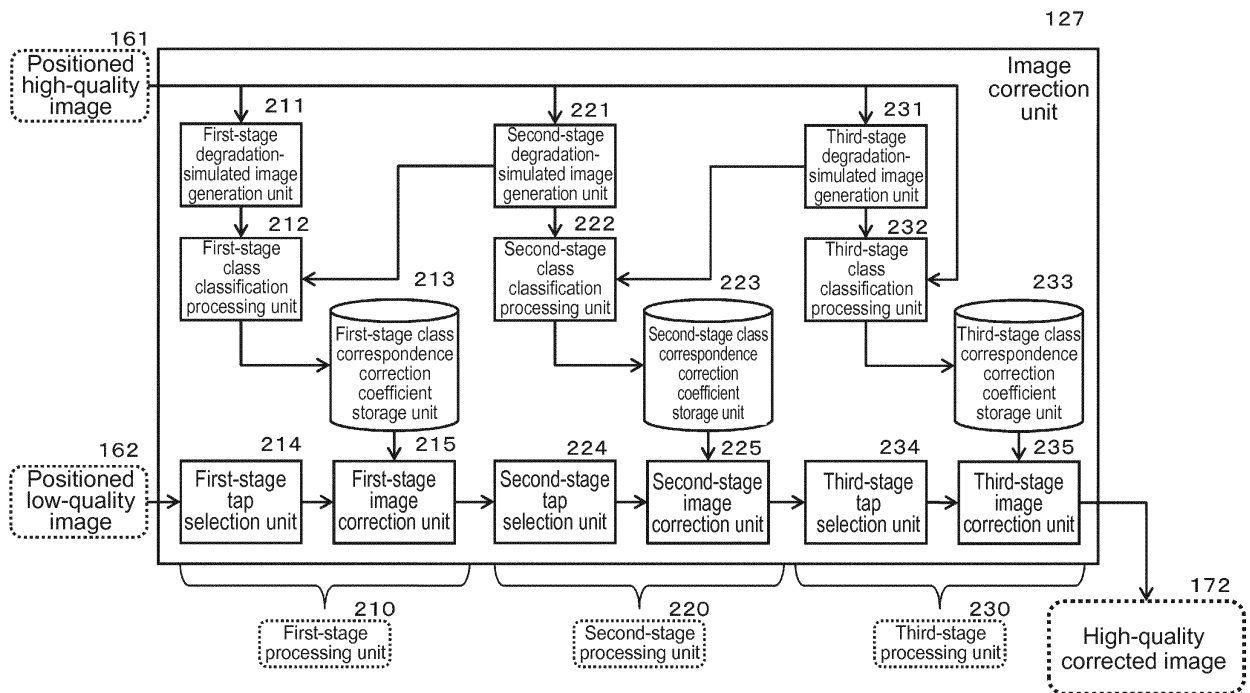 161
127
Positioned
high-quality
image
Image
correction
unit
211
First-stage
degradation-
simulated image
generation unit
221
Second-stage
degradation-
simulated image
generation unit
231
Third-stage
degradation-
simulated image
generation unit
212
First-stage
class
classification
processing unit
222
Second-stage
class
classification
processing unit
232
Third-stage
class
classification
processing unit
213
First-stage class
correspondence
correction
coefficient
storage unit
223
Second-stage class
correspondence
correction
coefficient
storage unit
233
Third-stage class
correspondence
correction
coefficient
storage unit
162
Positioned
low-quality
image
214
First-stage
tap
selection unit
215
First-stage
image
correction unit
224
Second-stage
tap
selection unit
225
Second-stage
image
correction unit
234
Third-stage
tap
selection unit
235
Third-stage
image
correction unit
210
First-stage
processing unit
220
Second-stage
processing unit
230
Third-stage
processing unit
172
High-quality
corrected image